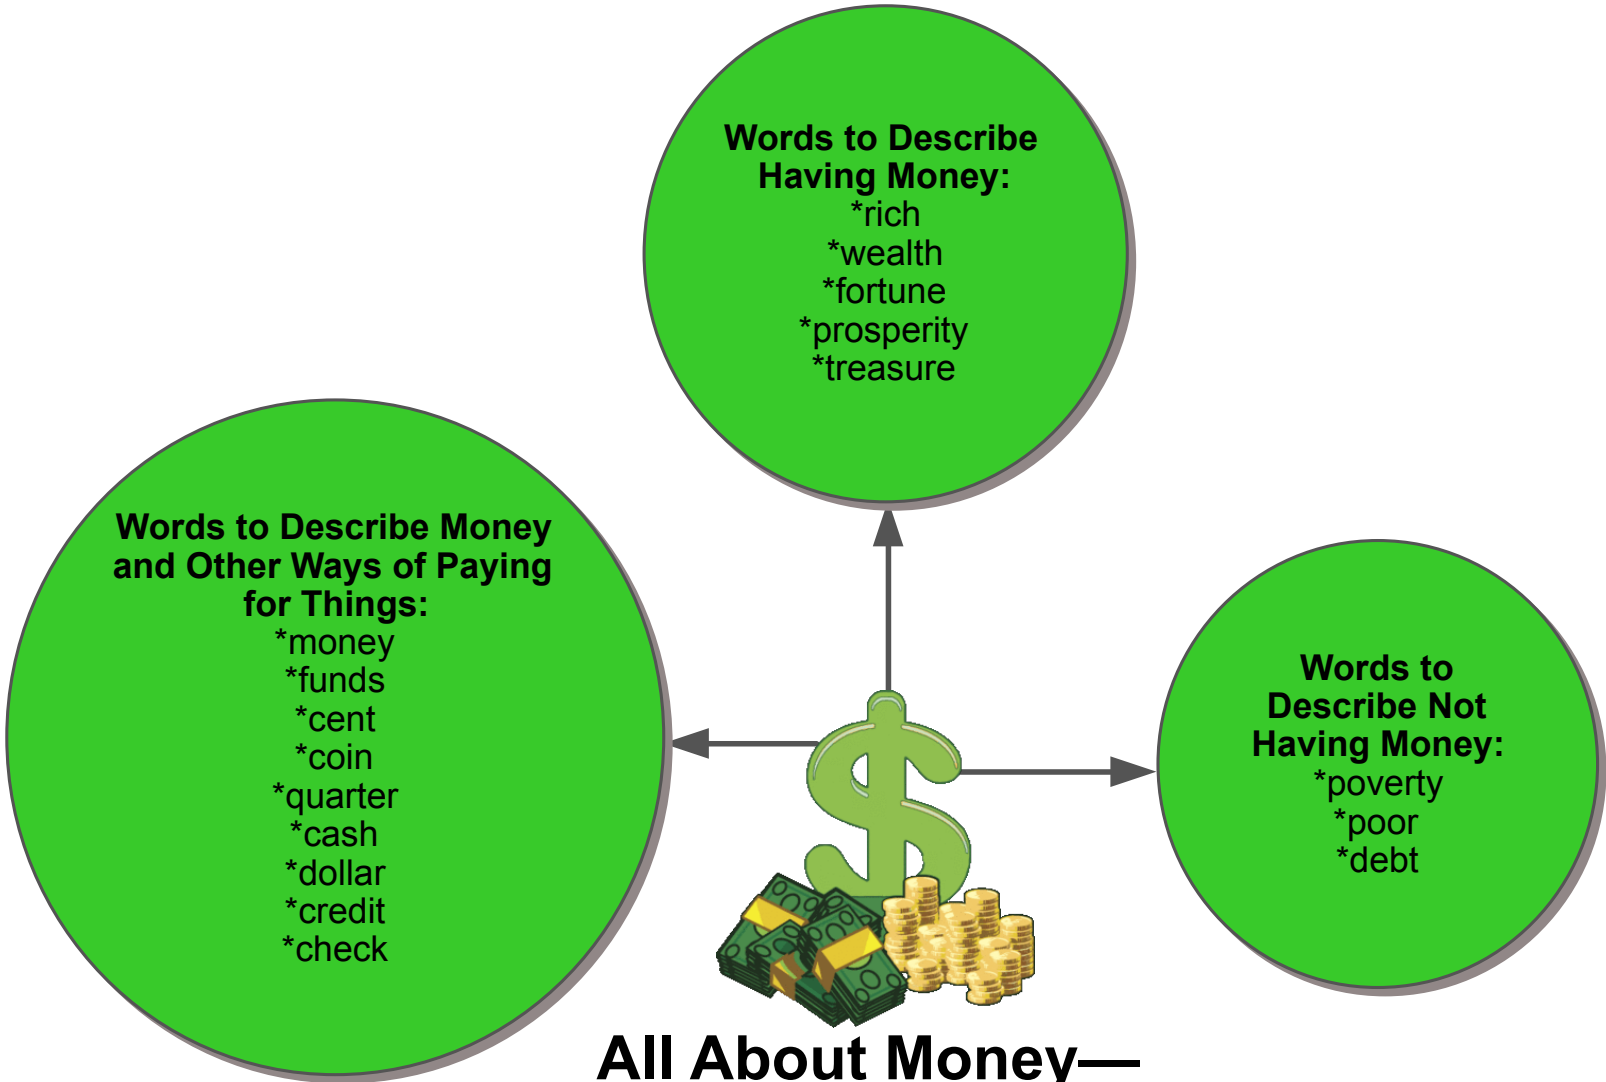 Words to Describe
Having Money:
*rich
*wealth
*fortune
*prosperity
*treasure
Words to Describe Money
and Other Ways of Paying
for Things:
*money
*funds
*cent
*coin
*quarter
*cash
*dollar
*credit
*check
Words to
Describe Not
Having Money:
*poverty
*poor
*debt
All About Money—